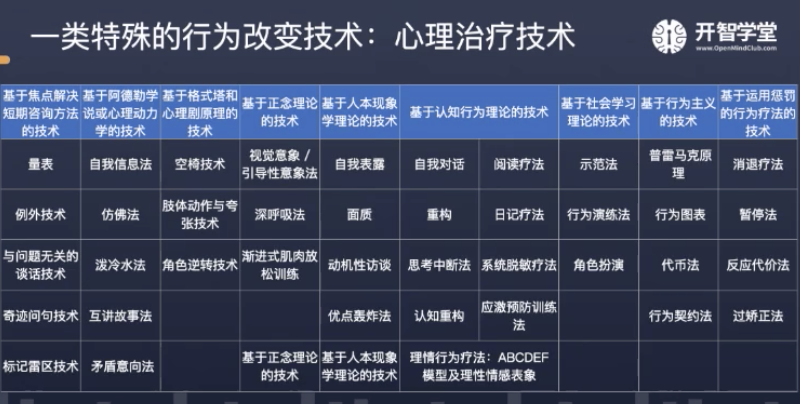 一类特殊的行为改变技术：心理治疗技术
开智学堂
www.OpenMindClub.com
基于焦点解决短期咨询方法的技术 基于阿德勒学说或心理动力学的技术 基于格式塔和心理剧原理的技术 基于正念理论的技术 基于人本现象学理论的技术 基于认知行为理论的技术 基于社会学习理论的技术 基于行为主义的技术 基于运用惩罚的行为疗法的技术
量表 自我信息法 空椅技术 视觉意象 / 引导性意象法 自我表露 自我对话 阅读疗法 示范法 普雷马克原理 消退疗法
例外技术 仿佛法 肢体动作与夸张技术 深呼吸法 面质 重构 日记疗法 行为演练法 行为图表 暂停法
与问题无关的谈话技术 泼冷水法 角色逆转技术 渐进式肌肉放松训练 动机性访谈 思考中断法 系统脱敏疗法 角色扮演 代币法 反应代价法
奇迹问句技术 互讲故事法 优点轰炸法 认知重构 应激预防训练法 行为契约法 过矫正法
标记雷区技术 矛盾意向法 基于正念理论的技术 基于人本现象学理论的技术 理情行为疗法：ABCDEF模型及理性情感表象